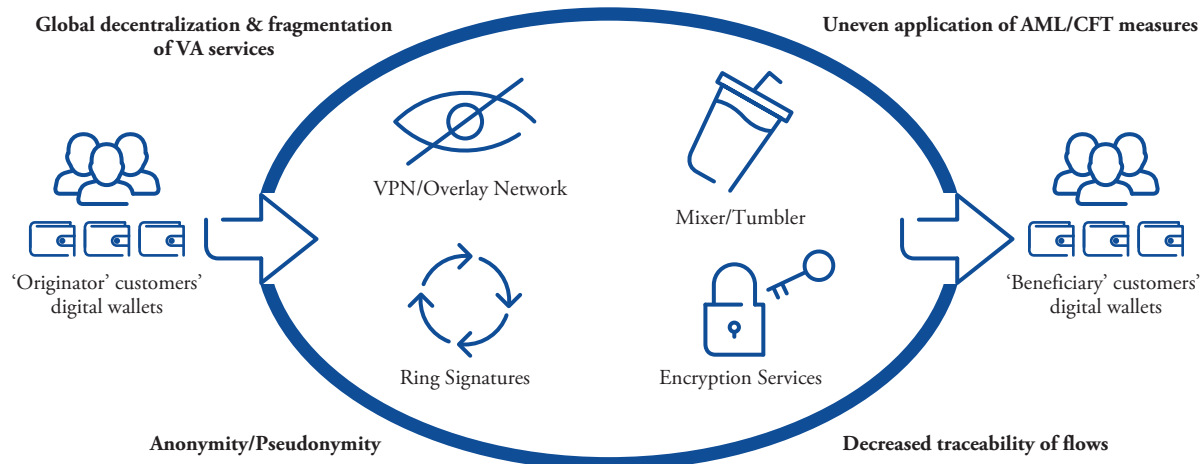 Global decentralization & fragmentation
of VA services
Uneven application of AML/CFT measures
VPN/Overlay Network
Mixer/Tumbler
‘Originator’ customers’
digital wallets
‘Beneficiary’ customers’
digital wallets
Ring Signatures
Encryption Services
Anonymity/Pseudonymity
Decreased traceability of flows